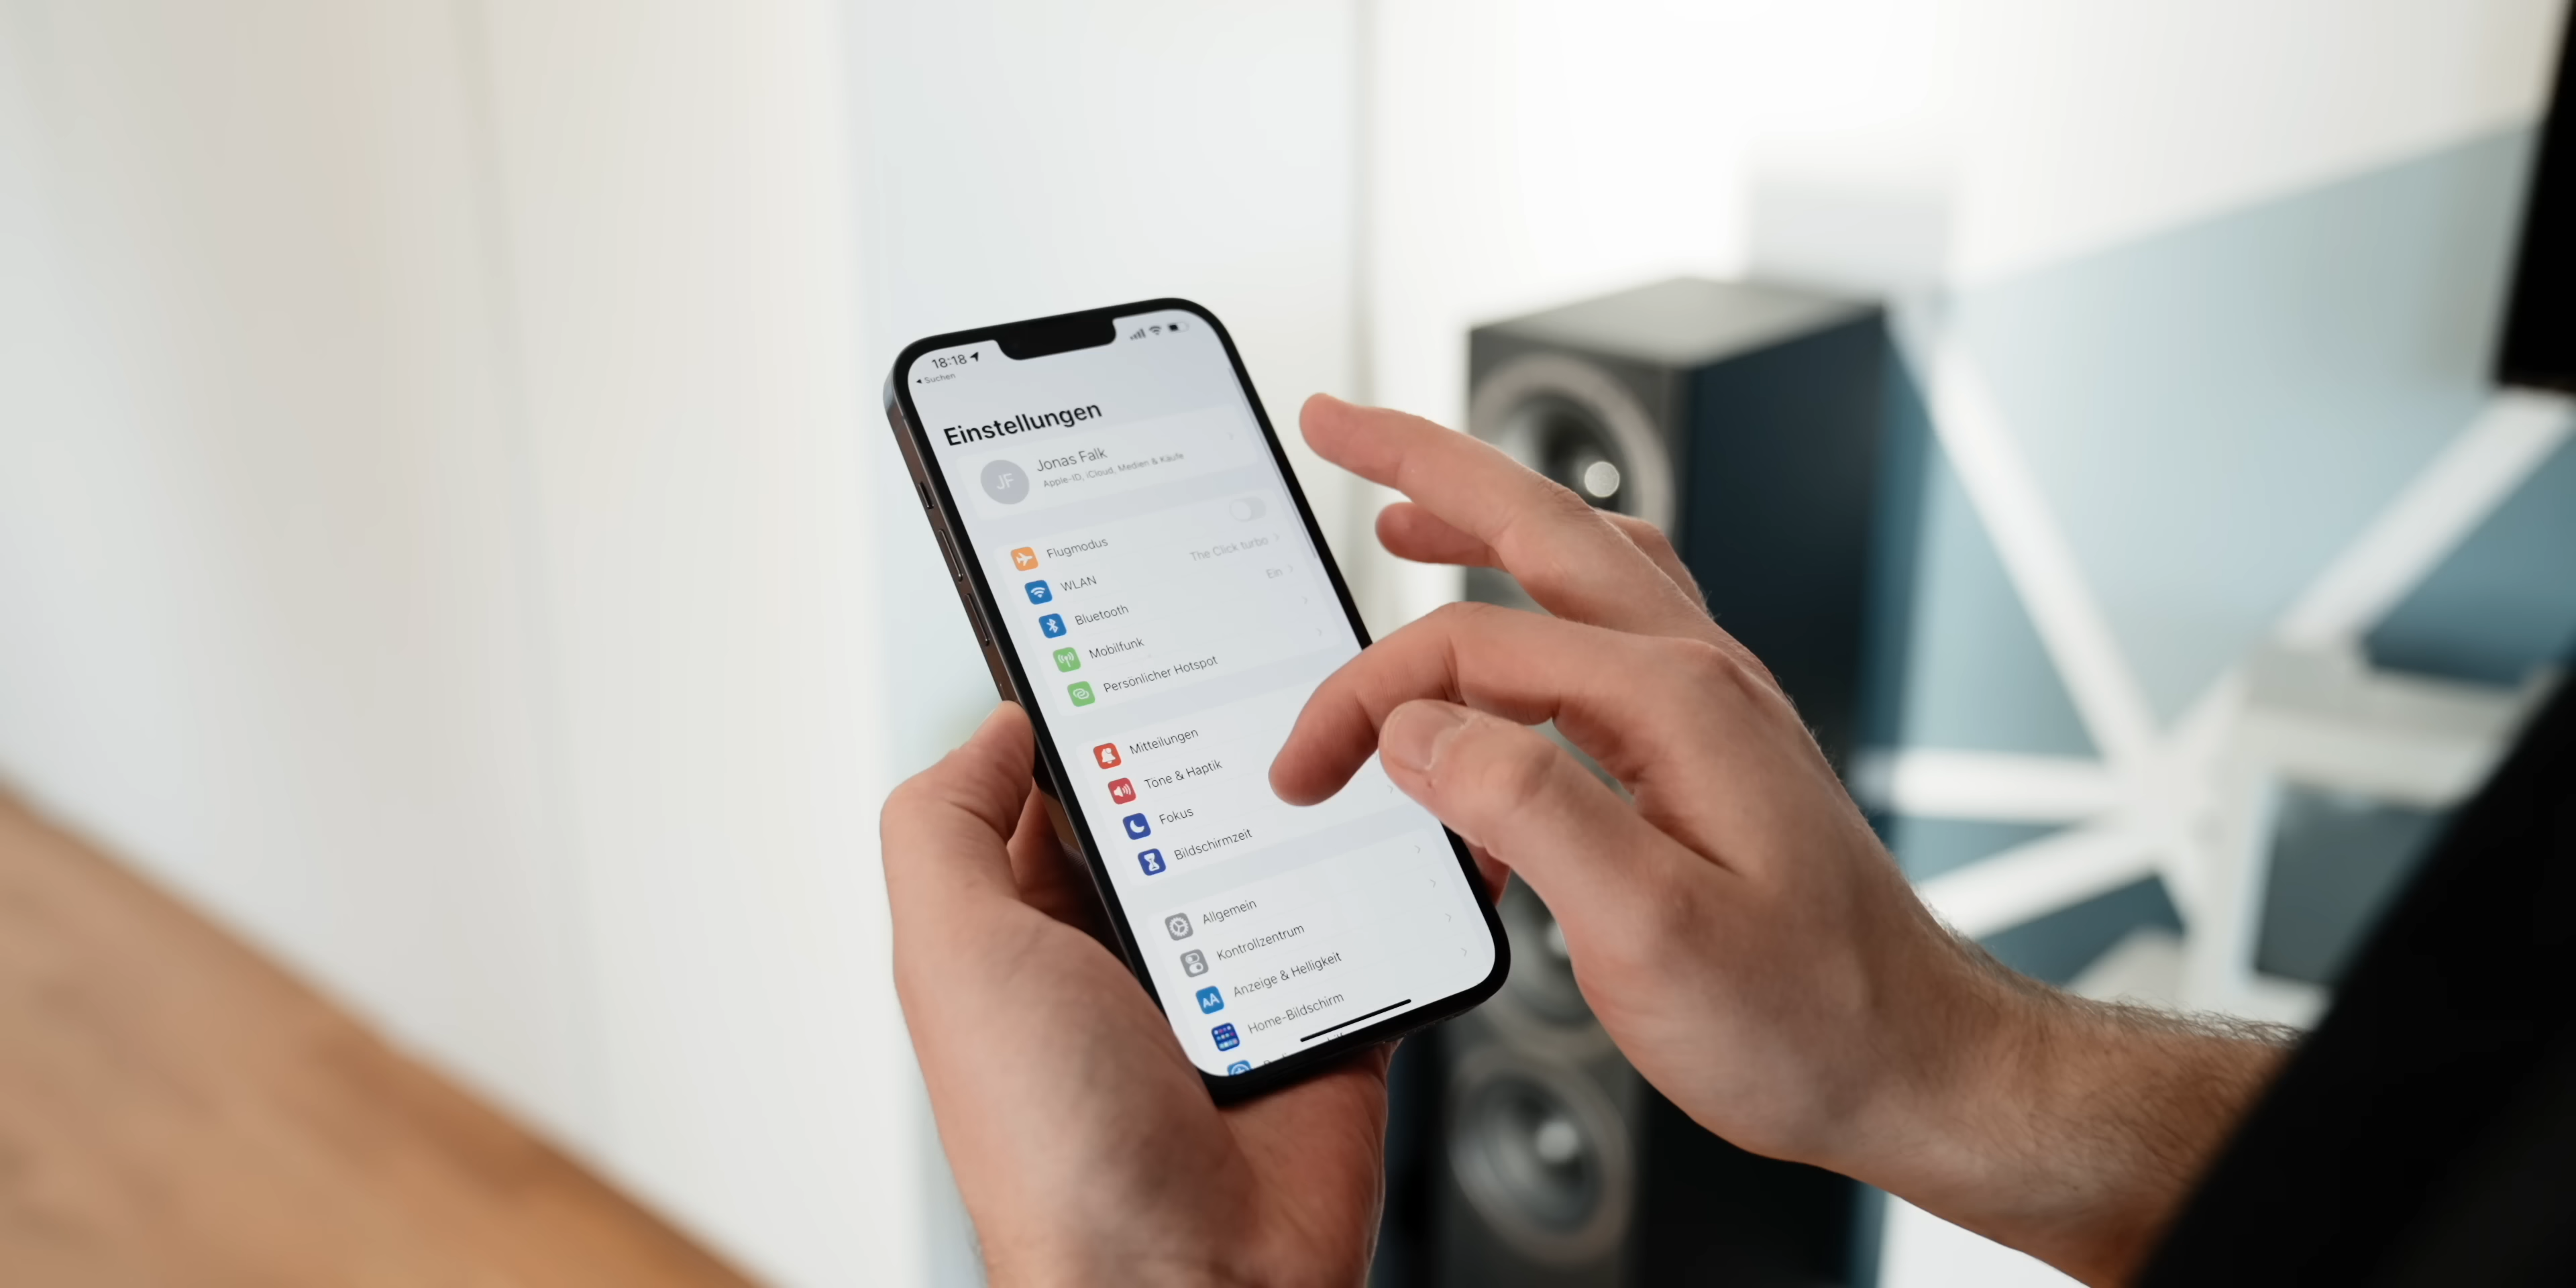 18:18
Suchen
Einstellungen
JF
Jonas Falk
Apple-ID, iCloud, Medien & Käufe
Flugmodus
WLAN The Click turbo
Bluetooth Ein
Mobilfunk
Persönlicher Hotspot
Mitteilungen
Töne & Haptik
Fokus
Bildschirmzeit
Allgemein
Kontrollzentrum
AA Anzeige & Helligkeit
Home-Bildschirm